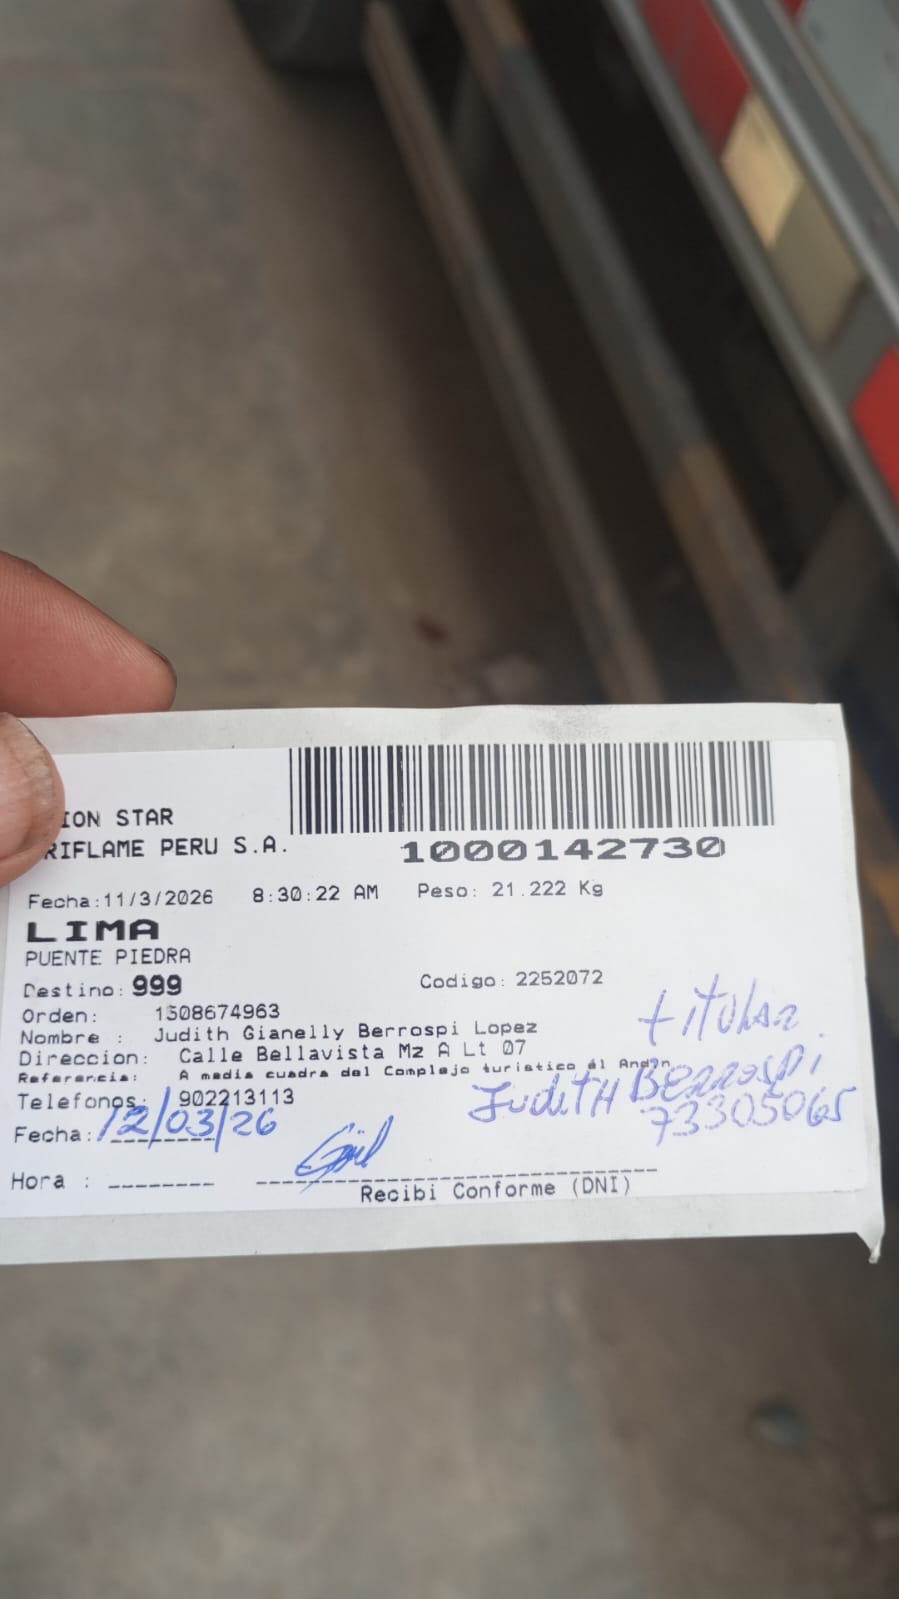 ION STAR
RIFLAME PERU S.A.
1000142730
Fecha:11/3/2026 8:30:22 AM Peso: 21.222 Kg
LIMA
PUENTE PIEDRA
Destino: 999 Codigo: 2252072
Orden: 1508674963
Nombre : Judith Gianelly Berrospi Lopez
Direccion: Calle Bellavista Mz A Lt 07
Referencia: A media cuadra del Complejo turistico el Andin
Telefonos: 902213113
titular
Judith Berrospi
73305065
Fecha: 12/03/26
Hora : --------
Recibi Conforme (DNI)